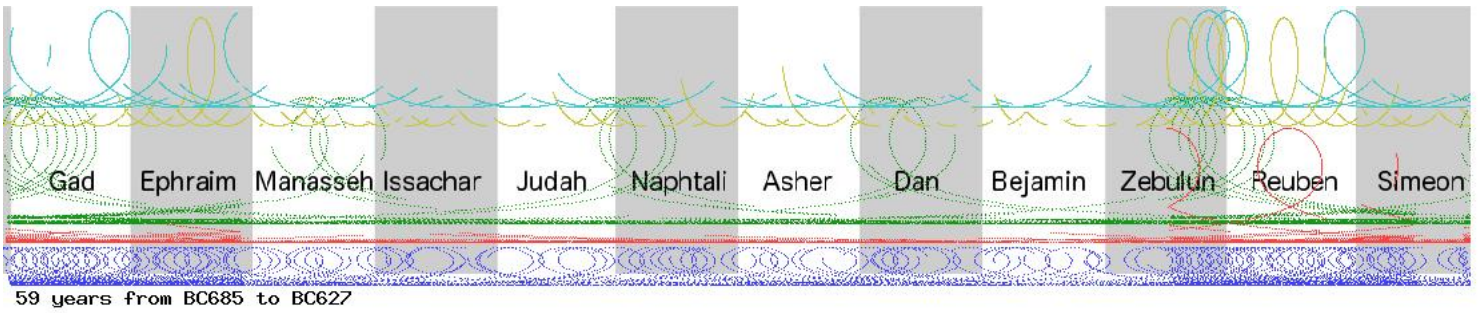 Gad Ephraim Manasseh Issachar Judah Naphtali Asher Dan Bejamin Zebulun Reuben Simeon
59 years from BC685 to BC627